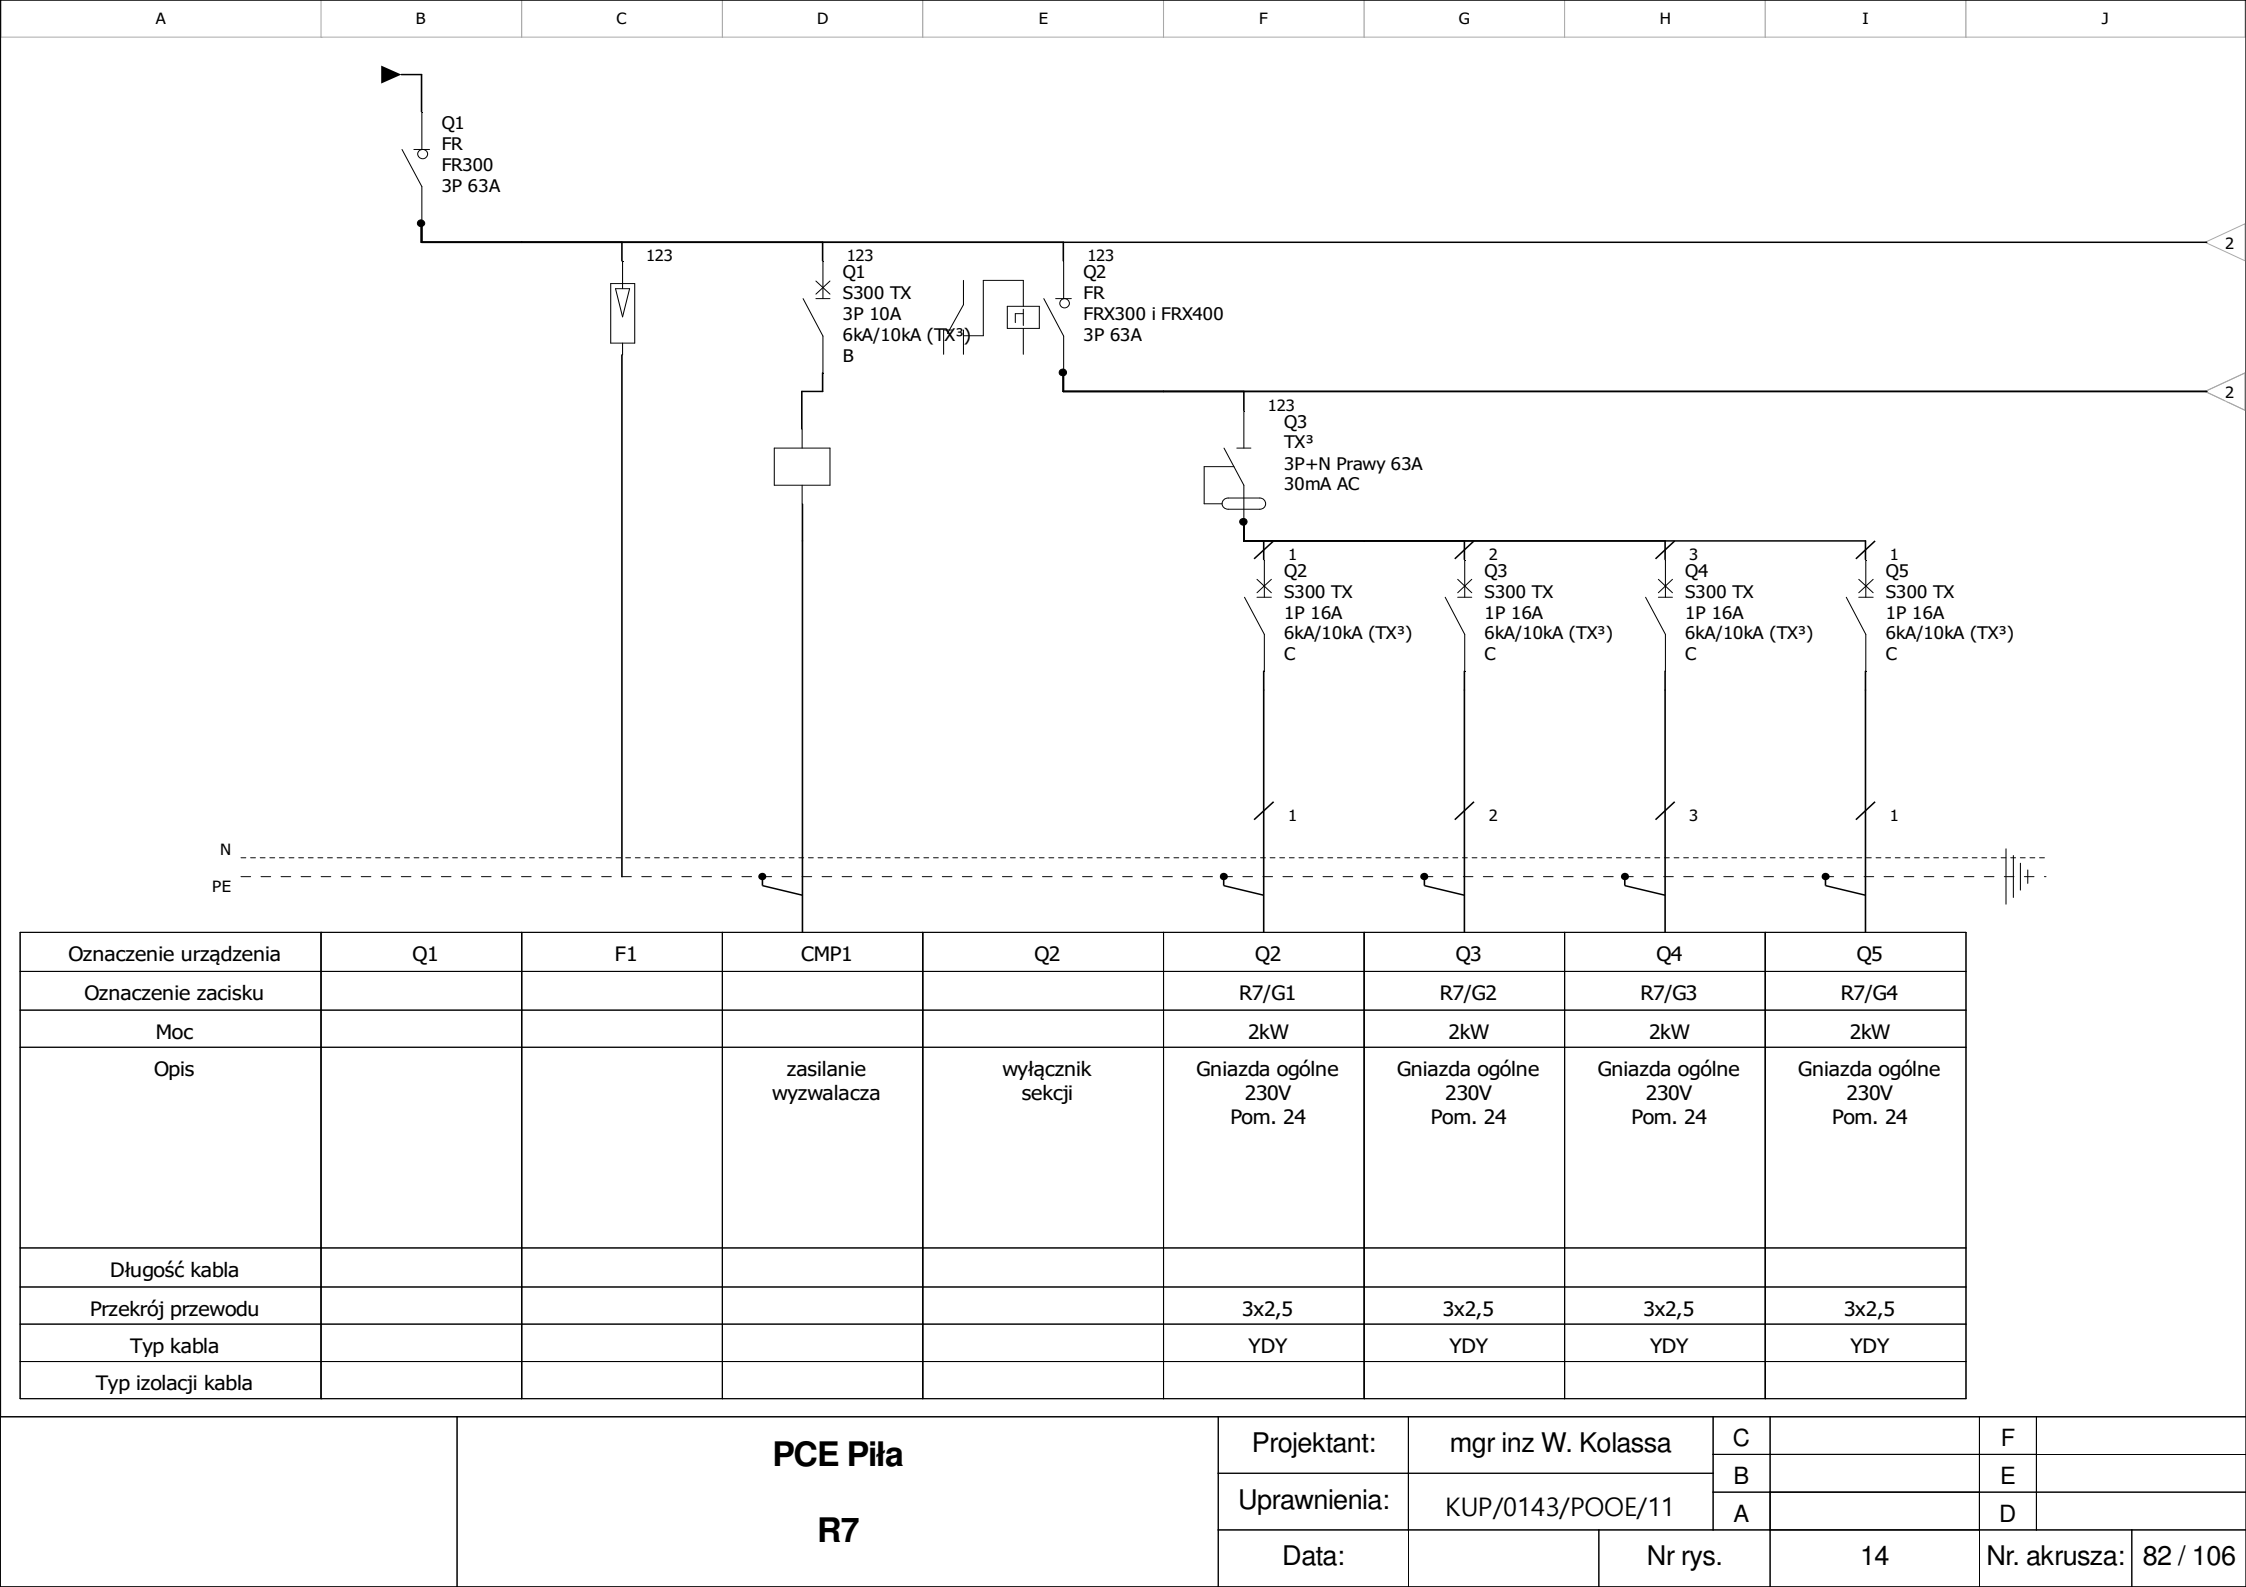 A B C D E F G H I J
Q1
FR
FR300
3P 63A
2
123
123
Q1
S300 TX
3P 10A
6kA/10kA (TX³)
B
123
Q2
FR
FRX300 i FRX400
3P 63A
2
123
Q3
TX³
3P+N Prawy 63A
30mA AC
1
Q2
S300 TX
1P 16A
6kA/10kA (TX³)
C
2
Q3
S300 TX
1P 16A
6kA/10kA (TX³)
C
3
Q4
S300 TX
1P 16A
6kA/10kA (TX³)
C
1
Q5
S300 TX
1P 16A
6kA/10kA (TX³)
C
1 2 3 1
N
PE
Oznaczenie urządzenia Q1 F1 CMP1 Q2 Q2 Q3 Q4 Q5
Oznaczenie zacisku R7/G1 R7/G2 R7/G3 R7/G4
Moc 2kW 2kW 2kW 2kW
Opis zasilanie wyłącznik Gniazda ogólne Gniazda ogólne Gniazda ogólne Gniazda ogólne
wyzwalacza sekcji 230V 230V 230V 230V
Pom. 24 Pom. 24 Pom. 24 Pom. 24
Długość kabla
Przekrój przewodu 3x2,5 3x2,5 3x2,5 3x2,5
Typ kabla YDY YDY YDY YDY
Typ izolacji kabla
PCE Piła
R7
Projektant: mgr inz W. Kolassa C F
B E
Uprawnienia: KUP/0143/POOE/11 A D
Data: Nr rys. 14 Nr. akrusza: 82 / 106